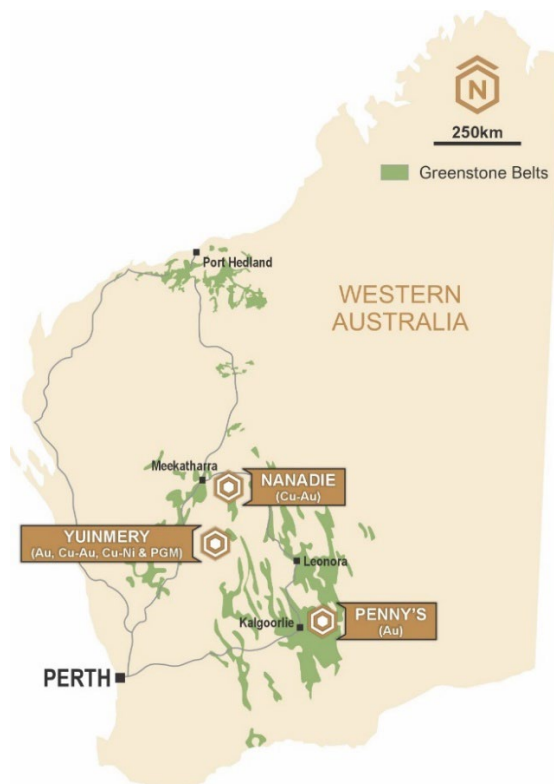 N
250km
Greenstone Belts
Port Hedland
WESTERN
AUSTRALIA
Meekatharra
NANADIE
(Cu-Au)
YUINMERY
(Au, Cu-Au, Cu-Ni & PGM)
Leonora
PENNY'S
(Au)
Kalgoorlie
PERTH